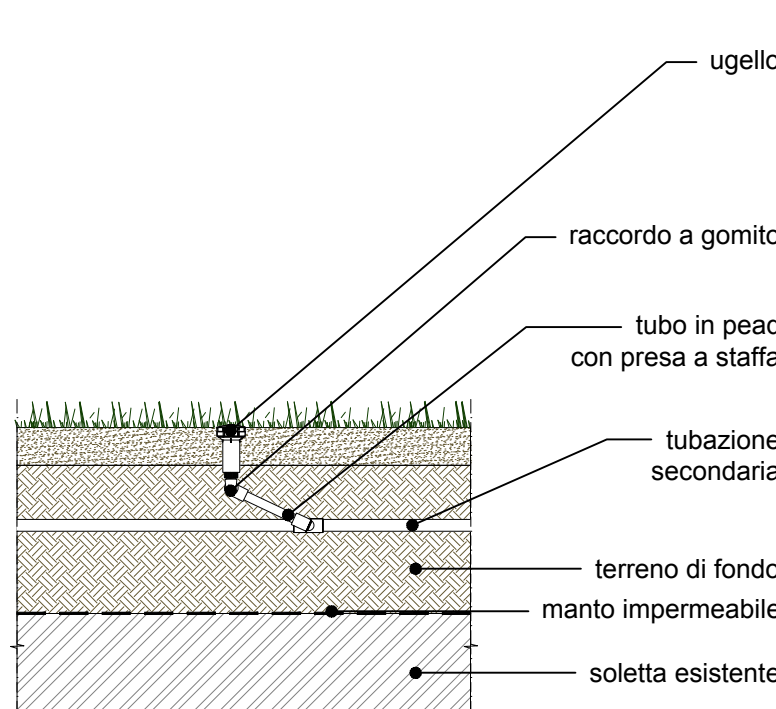 ugello
raccordo a gomito
tubo in pead
con presa a staffa
tubazione
secondaria
terreno di fondo
manto impermeabile
soletta esistente